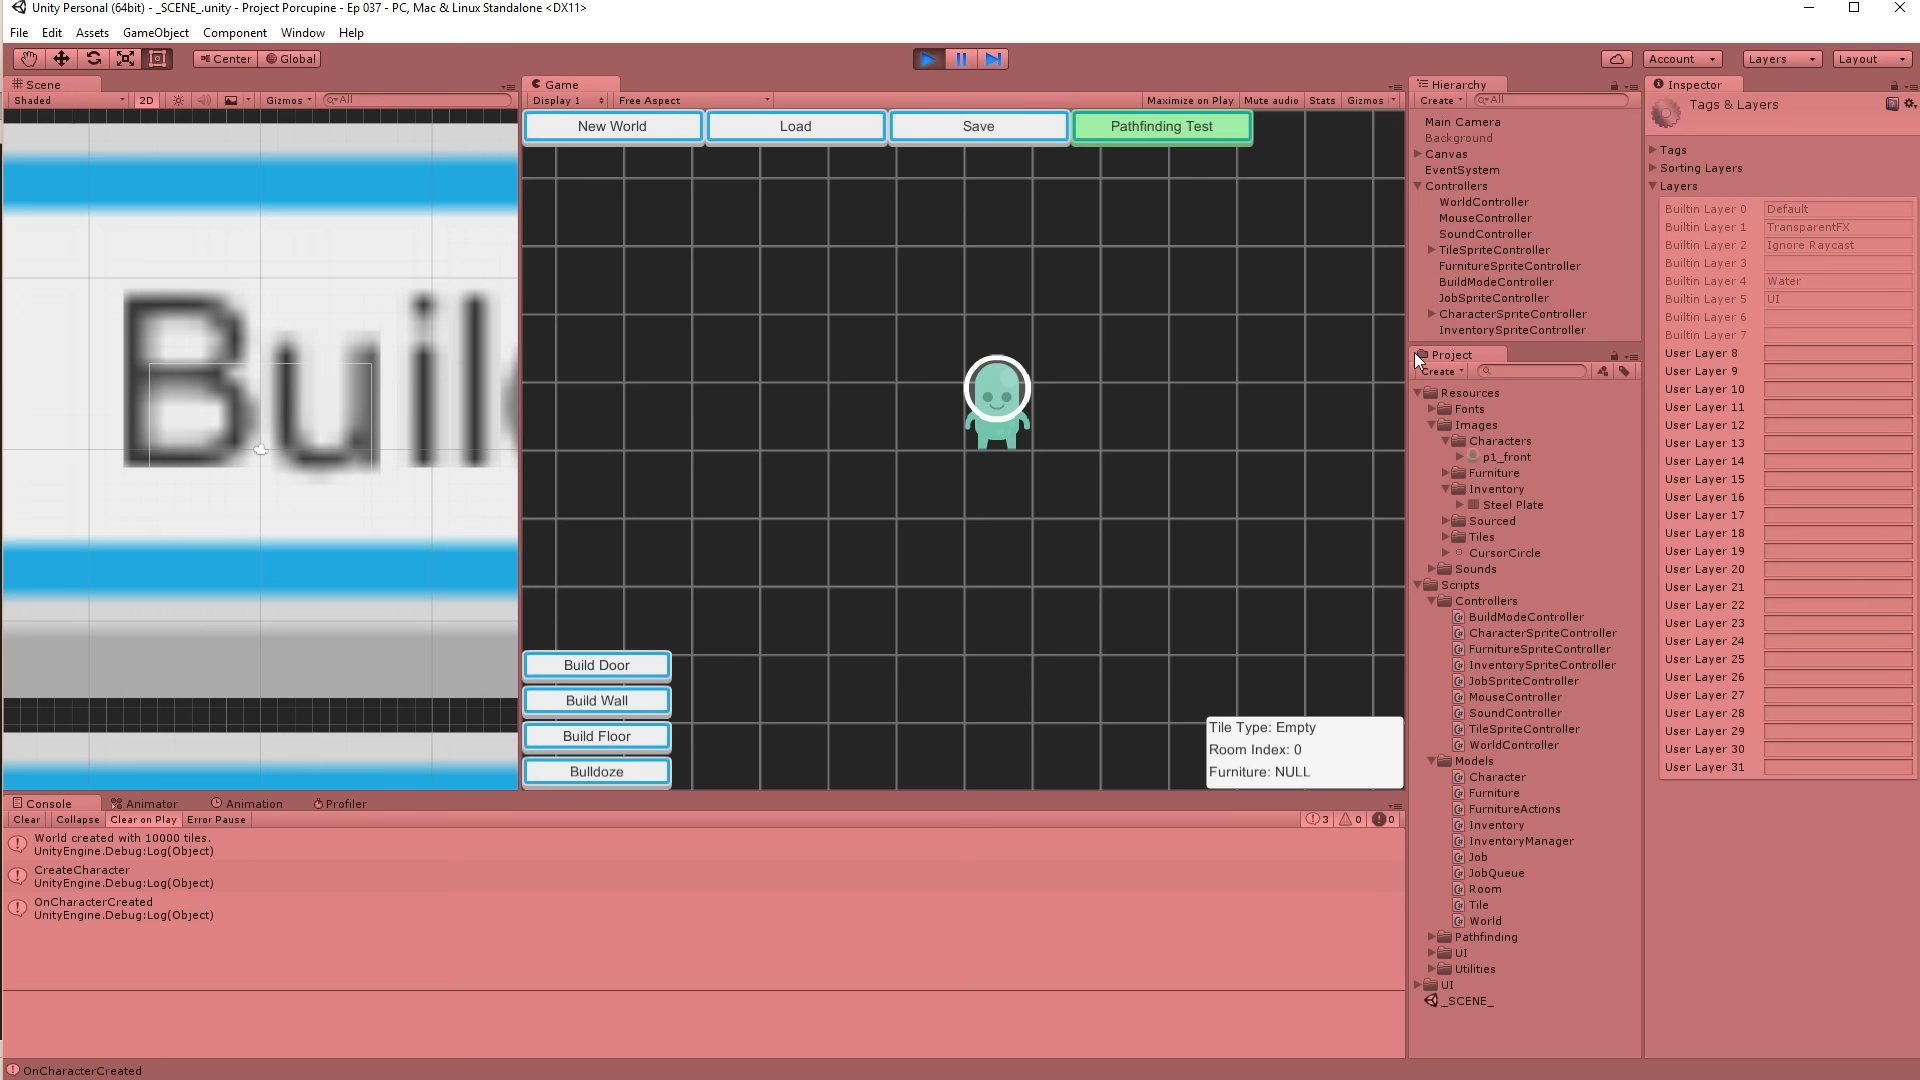 Unity Personal (64bit) - _SCENE_.unity - Project Porcupine - Ep 037 - PC, Mac & Linux Standalone <DX11>
File Edit Assets GameObject Component Window Help
Center Global Account Layers Layout
Scene
Shaded 2D Gizmos All
Buil
Game
Display 1 Free Aspect Maximize on Play Mute audio Stats Gizmos
New World Load Save Pathfinding Test
Build Door
Build Wall
Build Floor
Bulldoze
Tile Type: Empty
Room Index: 0
Furniture: NULL
Hierarchy
Create All
Main Camera
Background
Canvas
EventSystem
Controllers
WorldController
MouseController
SoundController
TileSpriteController
FurnitureSpriteController
BuildModeController
JobSpriteController
CharacterSpriteController
InventorySpriteController
Project
Create
Resources
Fonts
Images
Characters
p1_front
Furniture
Inventory
Steel Plate
Sourced
Tiles
CursorCircle
Sounds
Scripts
Controllers
BuildModeController
CharacterSpriteController
FurnitureSpriteController
InventorySpriteController
JobSpriteController
MouseController
SoundController
TileSpriteController
WorldController
Models
Character
Furniture
FurnitureActions
Inventory
InventoryManager
Job
JobQueue
Room
Tile
World
Pathfinding
UI
Utilities
UI
_SCENE_
Inspector
Tags & Layers
Tags
Sorting Layers
Layers
Builtin Layer 0 Default
Builtin Layer 1 TransparentFX
Builtin Layer 2 Ignore Raycast
Builtin Layer 3
Builtin Layer 4 Water
Builtin Layer 5 UI
Builtin Layer 6
Builtin Layer 7
User Layer 8
User Layer 9
User Layer 10
User Layer 11
User Layer 12
User Layer 13
User Layer 14
User Layer 15
User Layer 16
User Layer 17
User Layer 18
User Layer 19
User Layer 20
User Layer 21
User Layer 22
User Layer 23
User Layer 24
User Layer 25
User Layer 26
User Layer 27
User Layer 28
User Layer 29
User Layer 30
User Layer 31
Console Animator Animation Profiler
Clear Collapse Clear on Play Error Pause 3 0 0
World created with 10000 tiles.
UnityEngine.Debug:Log(Object)
CreateCharacter
UnityEngine.Debug:Log(Object)
OnCharacterCreated
UnityEngine.Debug:Log(Object)
OnCharacterCreated